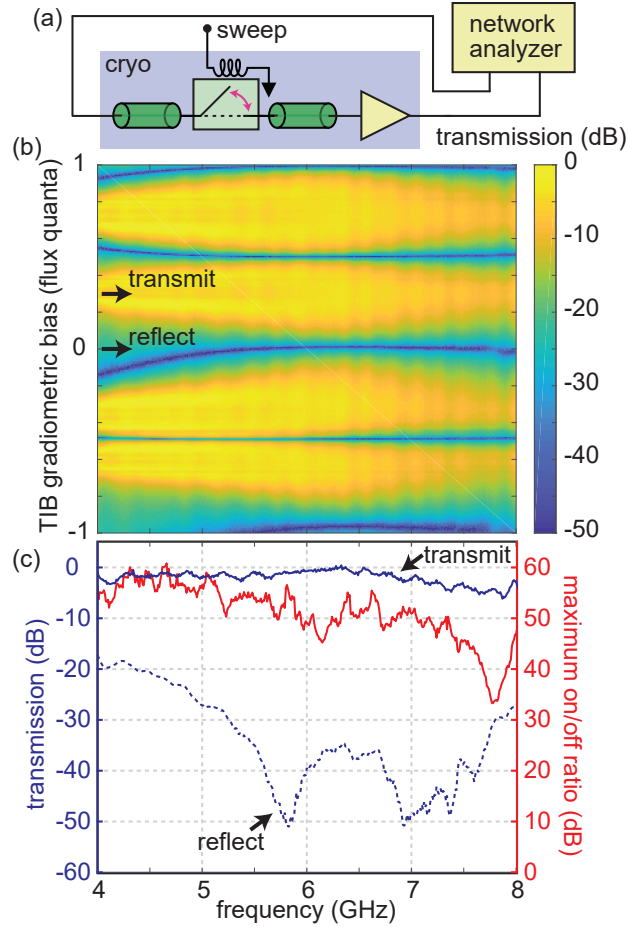 (a)
sweep
network
analyzer
cryo
transmission (dB)
(b)
TIB gradiometric bias (flux quanta)
1
0
-1
transmit
reflect
0
-10
-20
-30
-40
-50
(c)
transmission (dB)
0
-10
-20
-30
-40
-50
-60
transmit
reflect
60
50
40
30
20
10
0
maximum on/off ratio (dB)
4
5
6
7
8
frequency (GHz)